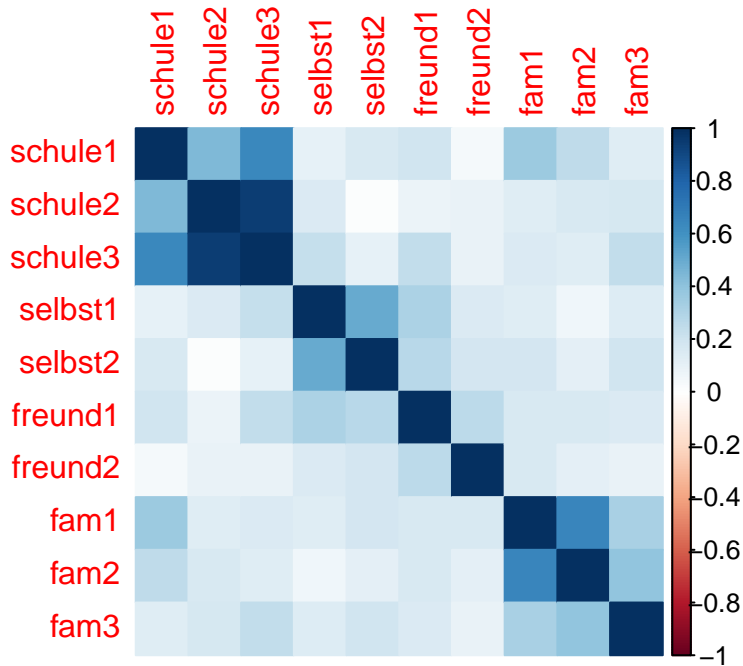 schule1
schule2
schule3
selbst1
selbst2
freund1
freund2
fam1
fam2
fam3
schule1
schule2
schule3
selbst1
selbst2
freund1
freund2
fam1
fam2
fam3
1
0.8
0.6
0.4
0.2
0
−0.2
−0.4
−0.6
−0.8
−1